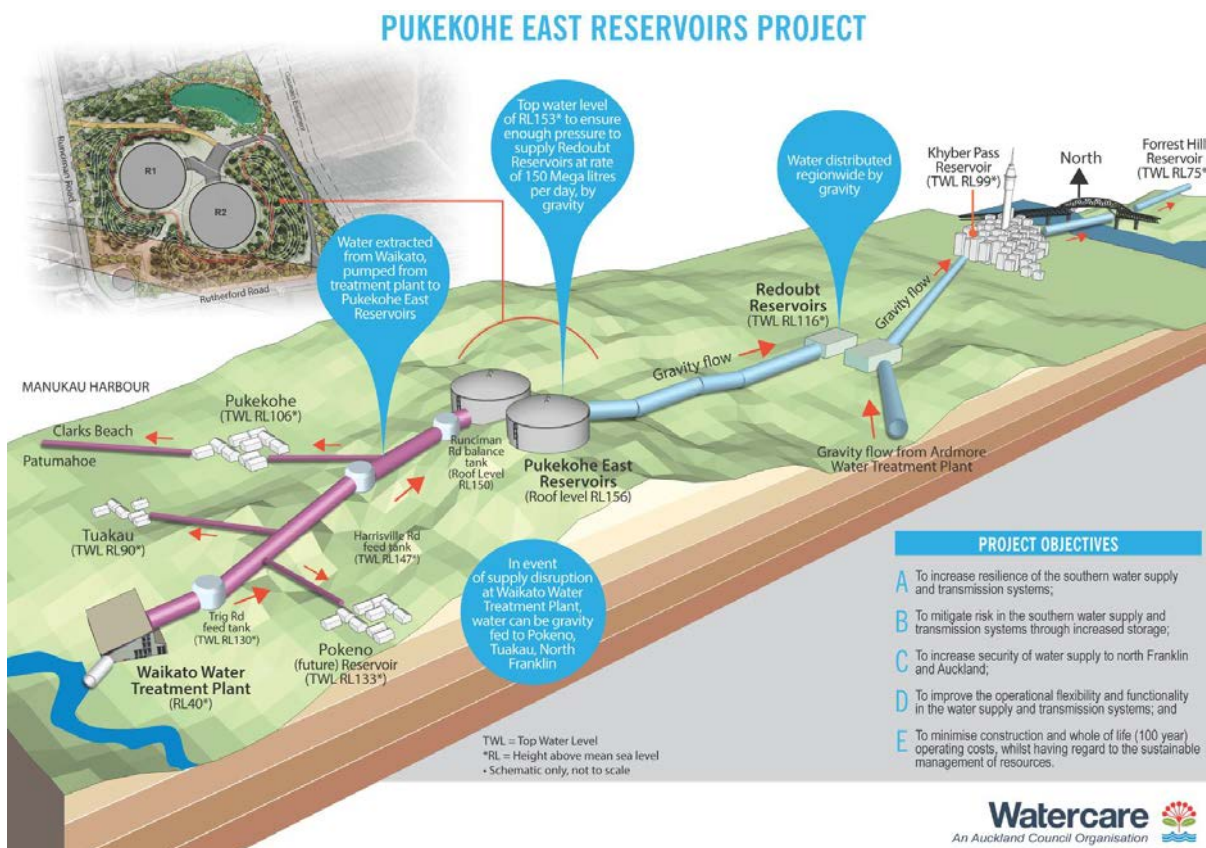 PUKEKOHE EAST RESERVOIRS PROJECT
Runciman Road
R1
R2
Rutherford Road
Water extracted
from Waikato,
pumped from
treatment plant to
Pukekohe East
Reservoirs
Top water level
of RL153* to ensure
enough pressure to
supply Redoubt
Reservoirs at rate
of 150 Mega litres
per day, by
gravity
Water distributed
regionwide by
gravity
Khyber Pass
Reservoir
(TWL RL99*)
North
Forrest Hill
Reservoir
(TWL RL75*
Redoubt
Reservoirs
(TWL RL116*)
Gravity flow
Gravity flow
Gravity flow from Ardmore
Water Treatment Plant
MANUKAU HARBOUR
Pukekohe
(TWL RL106*)
Clarks Beach
Patumahoe
Runciman
Rd balance
tank
(Roof Level
RL150)
Pukekohe East
Reservoirs
(Roof level RL156)
Tuakau
(TWL RL90*)
Harrisville Rd
feed tank
(TWL RL147*)
Trig Rd
feed tank
(TWL RL130*)
Pokeno
(future) Reservoir
(TWL RL133*)
Waikato Water
Treatment Plant
(RL40*)
In event
of supply disruption
at Waikato Water
Treatment Plant,
water can be gravity
fed to Pokeno,
Tuakau, North
Franklin
TWL = Top Water Level
*RL = Height above mean sea level
• Schematic only, not to scale
PROJECT OBJECTIVES
A To increase resilience of the southern water supply
and transmission systems;
B To mitigate risk in the southern water supply and
transmission systems through increased storage;
C To increase security of water supply to north Franklin
and Auckland;
D To improve the operational flexibility and functionality
in the water supply and transmission systems; and
E To minimise construction and whole of life (100 year)
operating costs, whilst having regard to the sustainable
management of resources.
Watercare
An Auckland Council Organisation